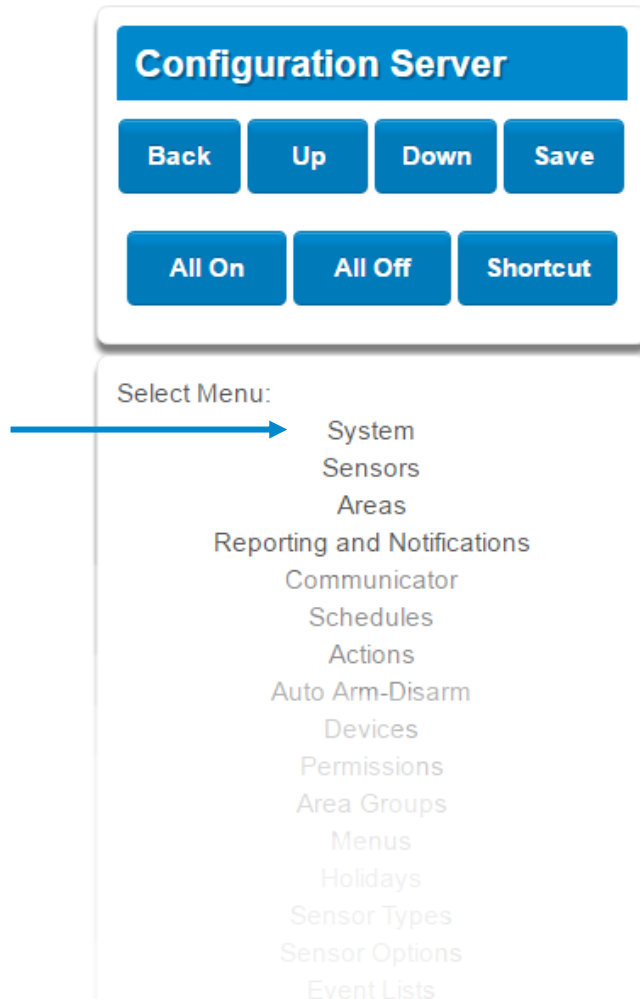 Configuration Server
Back Up Down Save
All On All Off Shortcut
Select Menu:
System
Sensors
Areas
Reporting and Notifications
Communicator
Schedules
Actions
Auto Arm-Disarm
Devices
Permissions
Area Groups
Menus
Holidays
Sensor Types
Sensor Options
Event Lists